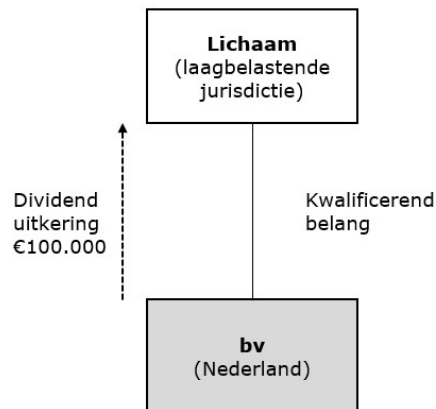 Lichaam
(laagbelastende
jurisdictie)
Dividend
uitkering
€100.000
Kwalificerend
belang
bv
(Nederland)